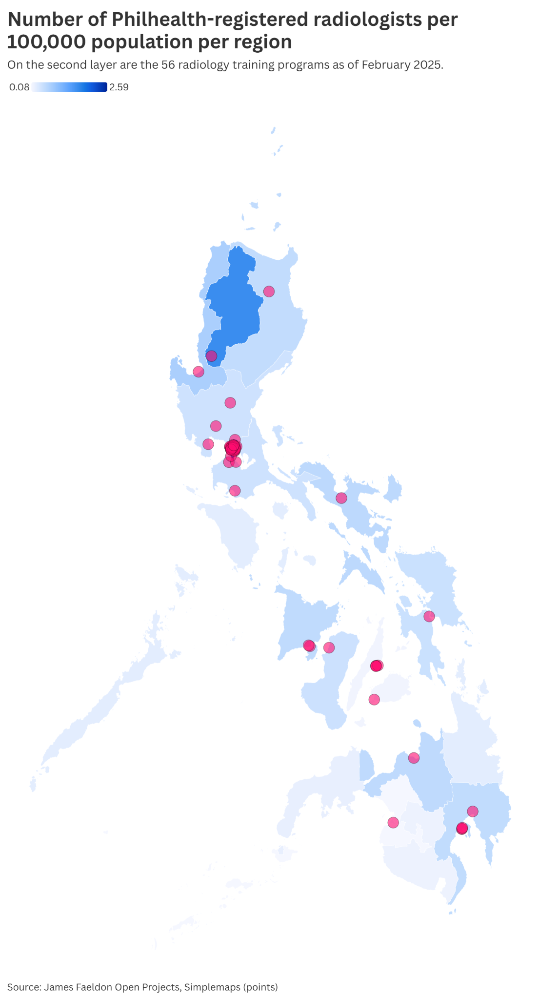 Number of Philhealth-registered radiologists per
100,000 population per region
On the second layer are the 56 radiology training programs as of February 2025.
0.08 2.59
Source: James Faeldon Open Projects, Simplemaps (points)